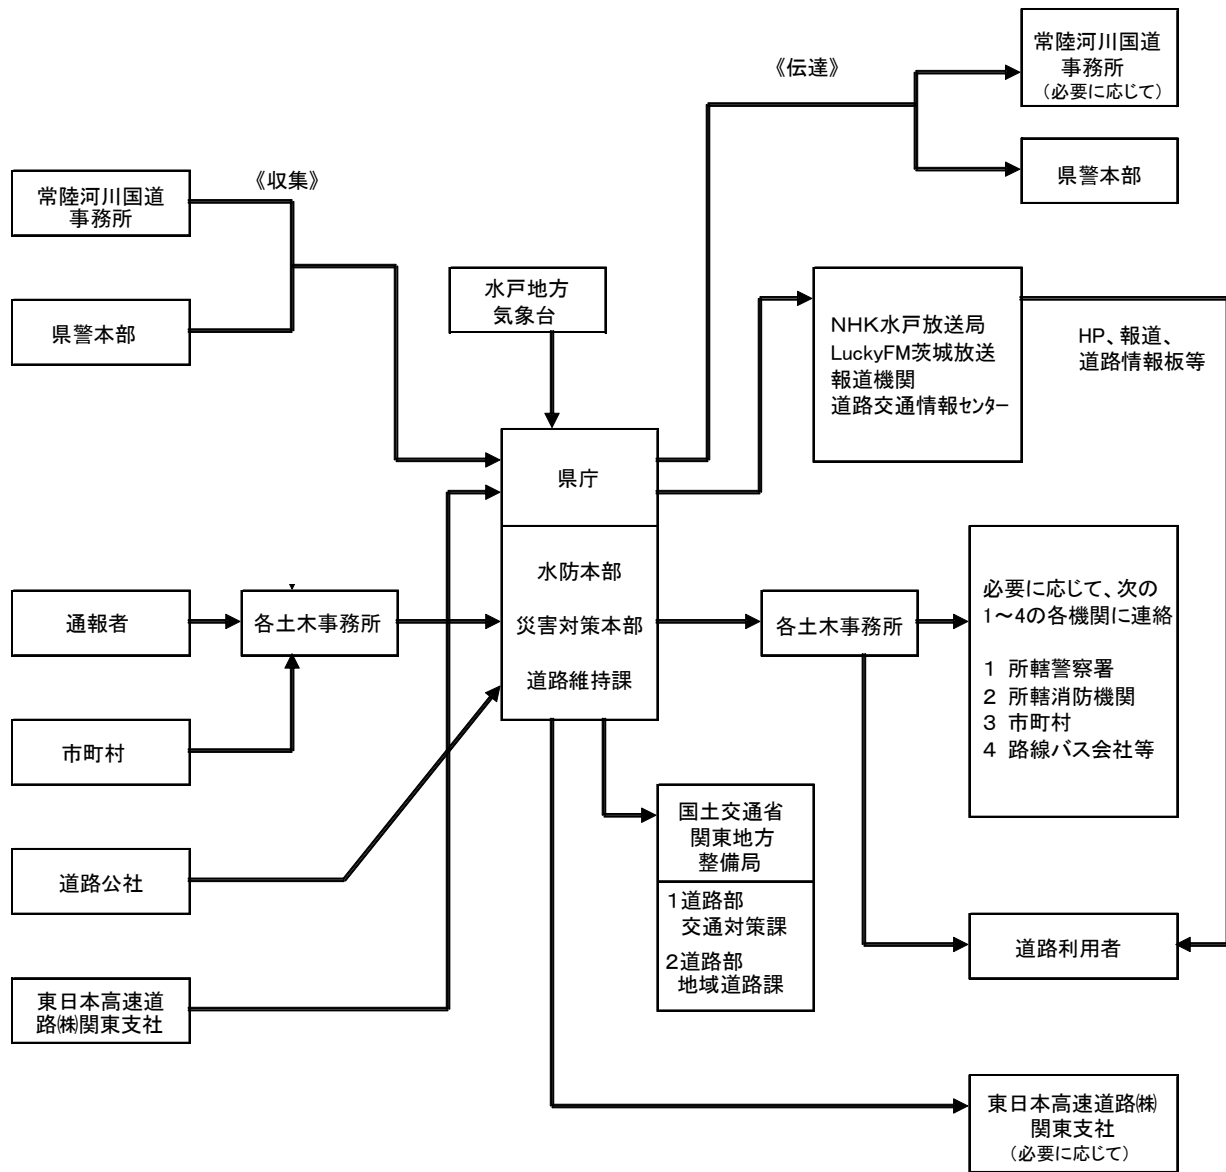 常陸河川国道
事務所
(必要に応じて)
《伝達》
県警本部
《収集》
常陸河川国道
事務所
県警本部
水戸地方
気象台
NHK水戸放送局
LuckyFM茨城放送
報道機関
道路交通情報センター
HP、報道、
道路情報板等
県庁
水防本部
災害対策本部
道路維持課
通報者
各土木事務所
各土木事務所
必要に応じて、次の
1~4の各機関に連絡
1 所轄警察署
2 所轄消防機関
3 市町村
4 路線バス会社等
市町村
国土交通省
関東地方
整備局
1道路部
交通対策課
2道路部
地域道路課
道路公社
道路利用者
東日本高速道
路㈱関東支社
東日本高速道路㈱
関東支社
(必要に応じて)